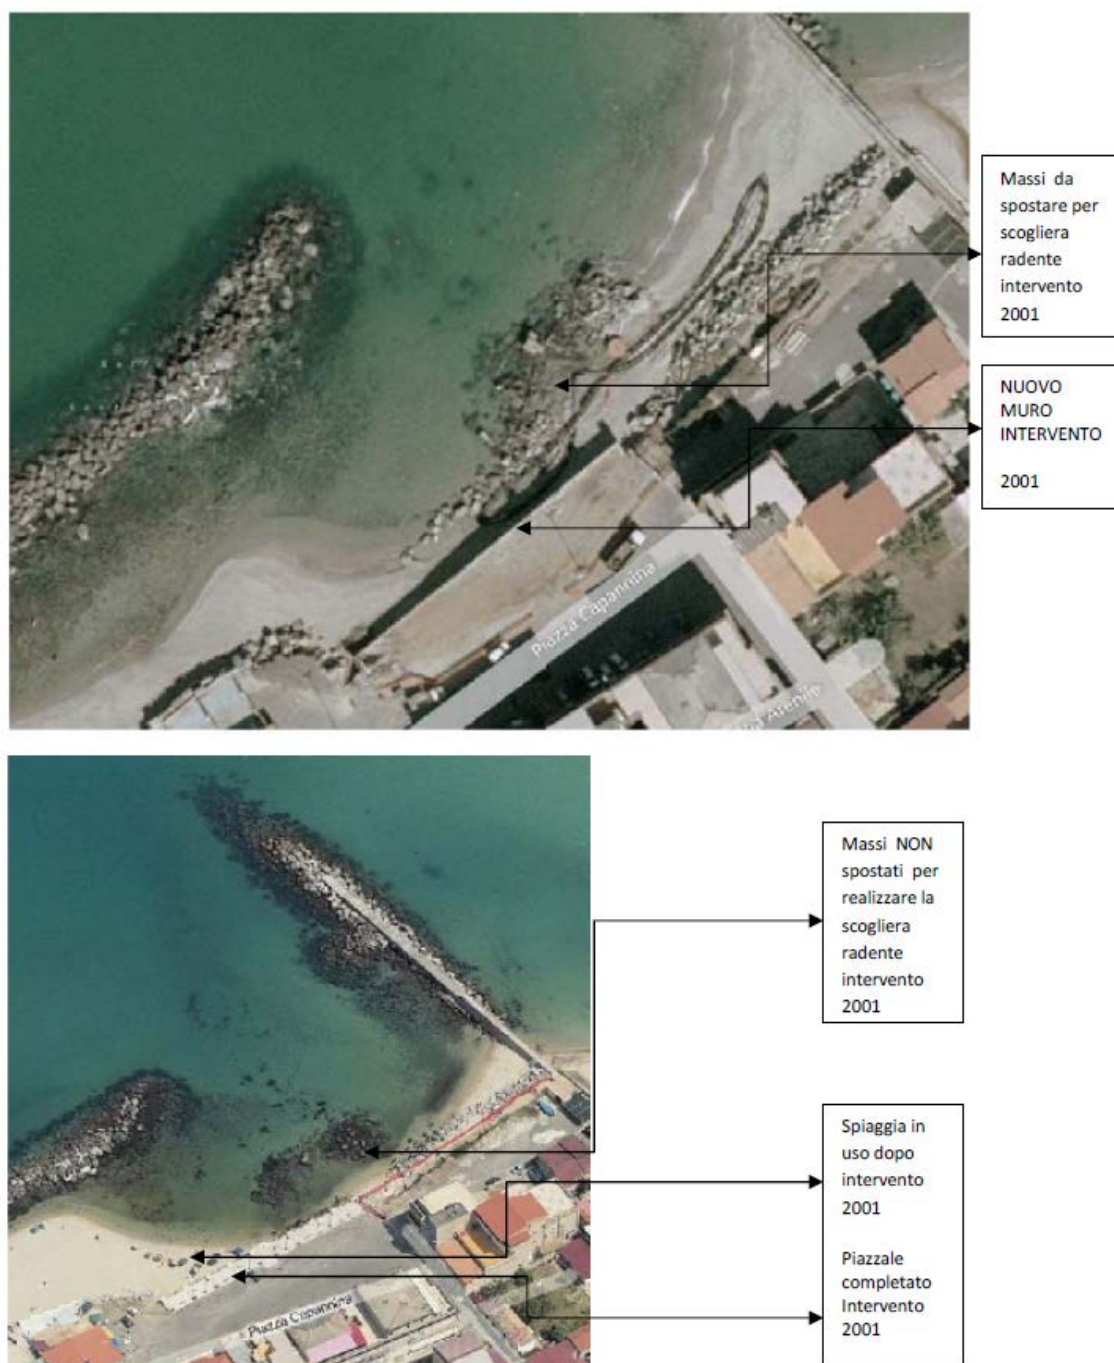 Massi da
spostare per
scogliera
radente
intervento
2001
NUOVO
MURO
INTERVENTO
2001
Piazza Capannina
Arenile
Massi NON
spostati per
realizzare la
scogliera
radente
intervento
2001
Spiaggia in
uso dopo
intervento
2001
Piazzale
completato
Intervento
2001
Piazza Capannina